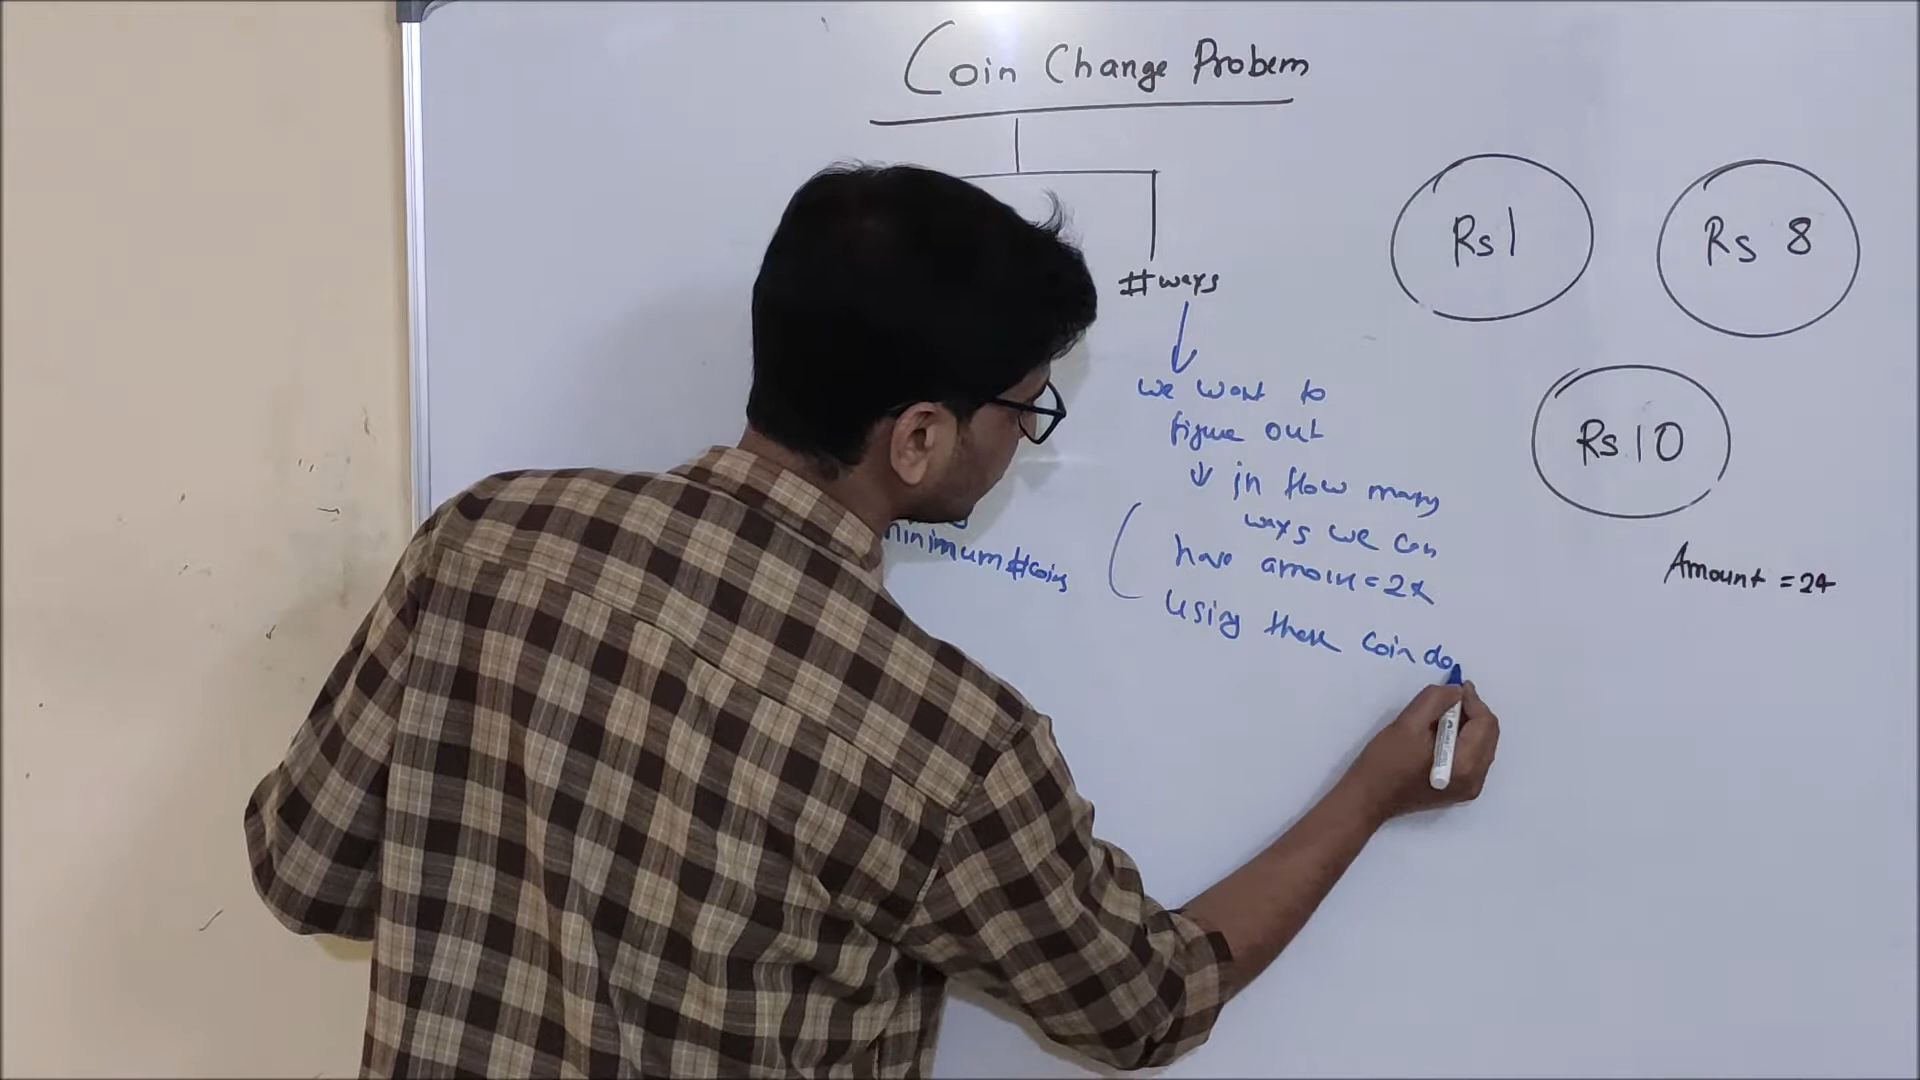 Coin Change Probem
#ways
we want to
figure out
in How many
ways we can
have amoun = 24
using these coin do
minimum #coins
Rs 1
Rs 8
Rs 10
Amount = 24